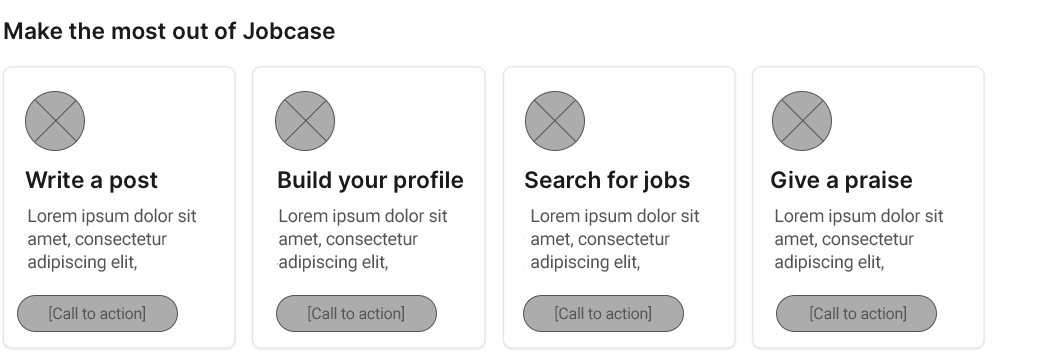 Make the most out of Jobcase
Write a post
Lorem ipsum dolor sit
amet, consectetur
adipiscing elit,
[Call to action]
Build your profile
Lorem ipsum dolor sit
amet, consectetur
adipiscing elit,
[Call to action]
Search for jobs
Lorem ipsum dolor sit
amet, consectetur
adipiscing elit,
[Call to action]
Give a praise
Lorem ipsum dolor sit
amet, consectetur
adipiscing elit,
[Call to action]